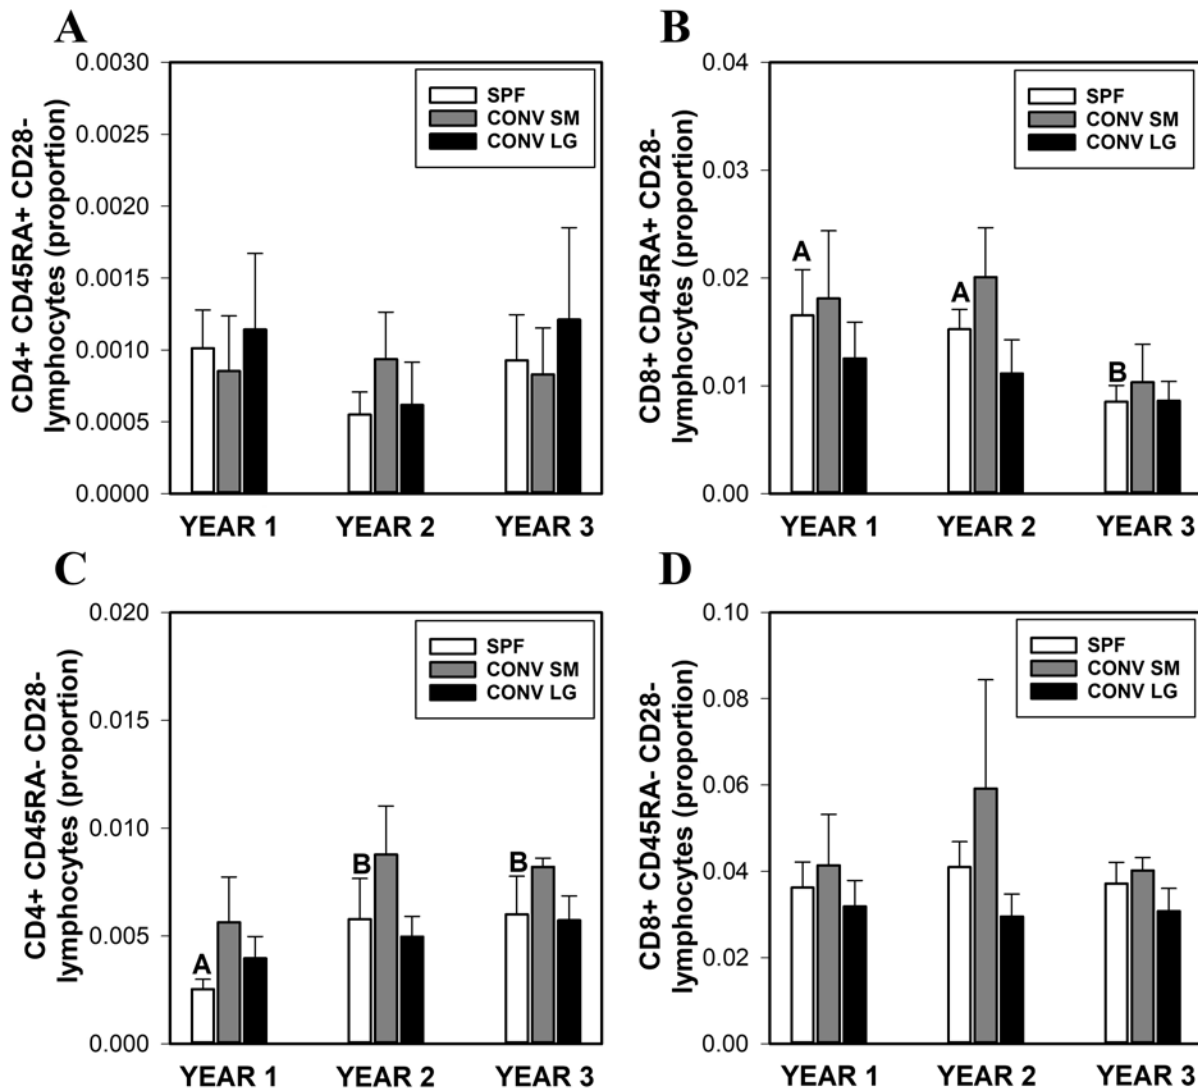 A
CD4+ CD45RA+ CD28-
lymphocytes (proportion)
0.0030
0.0025
0.0020
0.0015
0.0010
0.0005
0.0000
SPF
CONV SM
CONV LG
YEAR 1
YEAR 2
YEAR 3
B
CD8+ CD45RA+ CD28-
lymphocytes (proportion)
0.04
0.03
0.02
0.01
0.00
SPF
CONV SM
CONV LG
A
A
B
YEAR 1
YEAR 2
YEAR 3
C
CD4+ CD45RA- CD28-
lymphocytes (proportion)
0.020
0.015
0.010
0.005
0.000
SPF
CONV SM
CONV LG
A
B
B
YEAR 1
YEAR 2
YEAR 3
D
CD8+ CD45RA- CD28-
lymphocytes (proportion)
0.10
0.08
0.06
0.04
0.02
0.00
SPF
CONV SM
CONV LG
YEAR 1
YEAR 2
YEAR 3